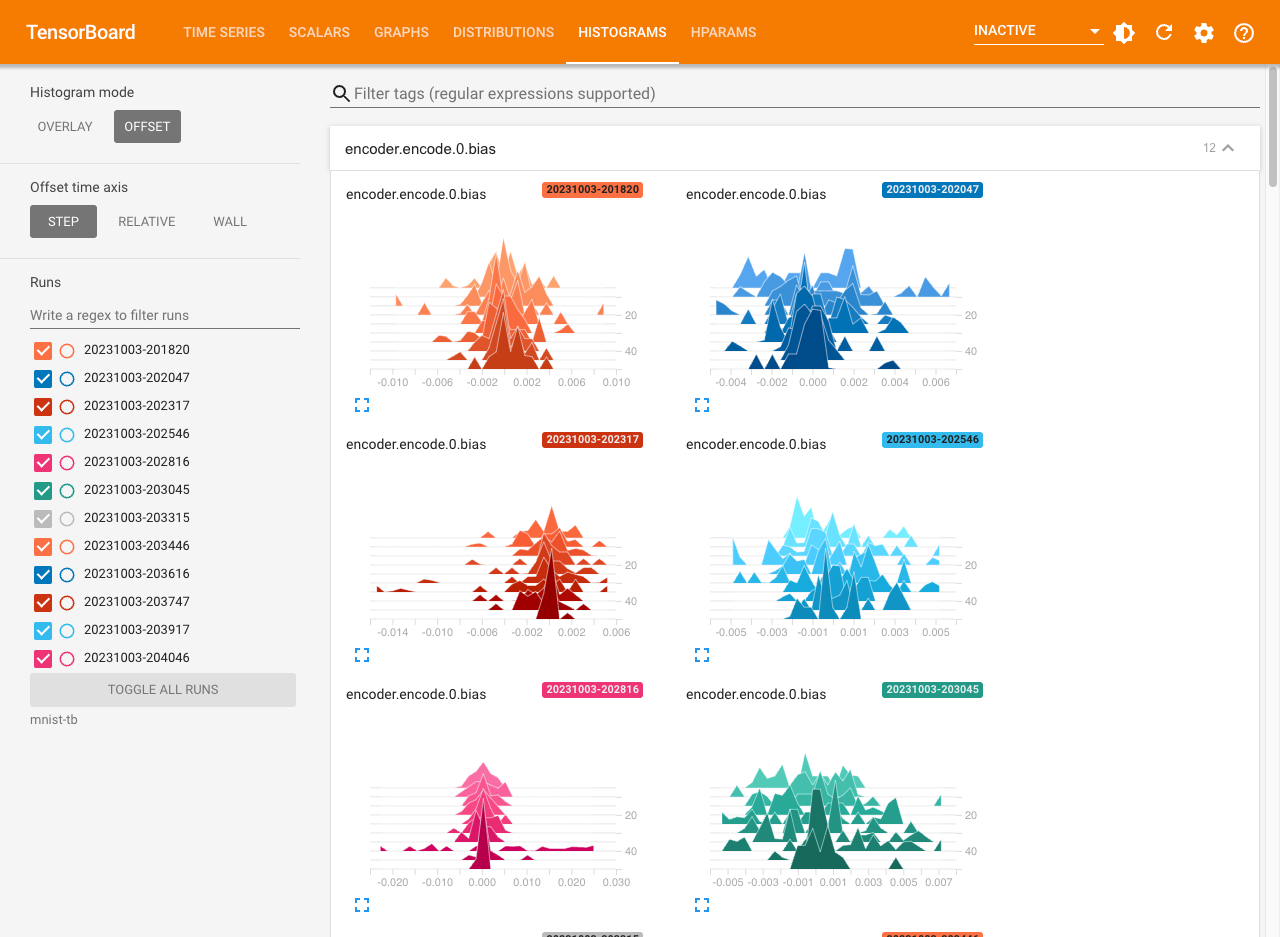 TensorBoard
TIME SERIES
SCALARS
GRAPHS
DISTRIBUTIONS
HISTOGRAMS
HPARAMS
INACTIVE
Histogram mode
OVERLAY
OFFSET
Offset time axis
STEP
RELATIVE
WALL
Runs
Write a regex to filter runs
20231003-201820
20231003-202047
20231003-202317
20231003-202546
20231003-202816
20231003-203045
20231003-203315
20231003-203446
20231003-203616
20231003-203747
20231003-203917
20231003-204046
TOGGLE ALL RUNS
mnist-tb
Filter tags (regular expressions supported)
encoder.encode.0.bias
12
encoder.encode.0.bias
20231003-201820
20
40
-0.010 -0.006 -0.002 0.002 0.006 0.010
encoder.encode.0.bias
20231003-202047
20
40
-0.004 -0.002 0.000 0.002 0.004 0.006
encoder.encode.0.bias
20231003-202317
20
40
-0.014 -0.010 -0.006 -0.002 0.002 0.006
encoder.encode.0.bias
20231003-202546
20
40
-0.005 -0.003 -0.001 0.001 0.003 0.005
encoder.encode.0.bias
20231003-202816
20
40
-0.020 -0.010 0.000 0.010 0.020 0.030
encoder.encode.0.bias
20231003-203045
20
40
-0.005 -0.003 -0.001 0.001 0.003 0.005 0.007